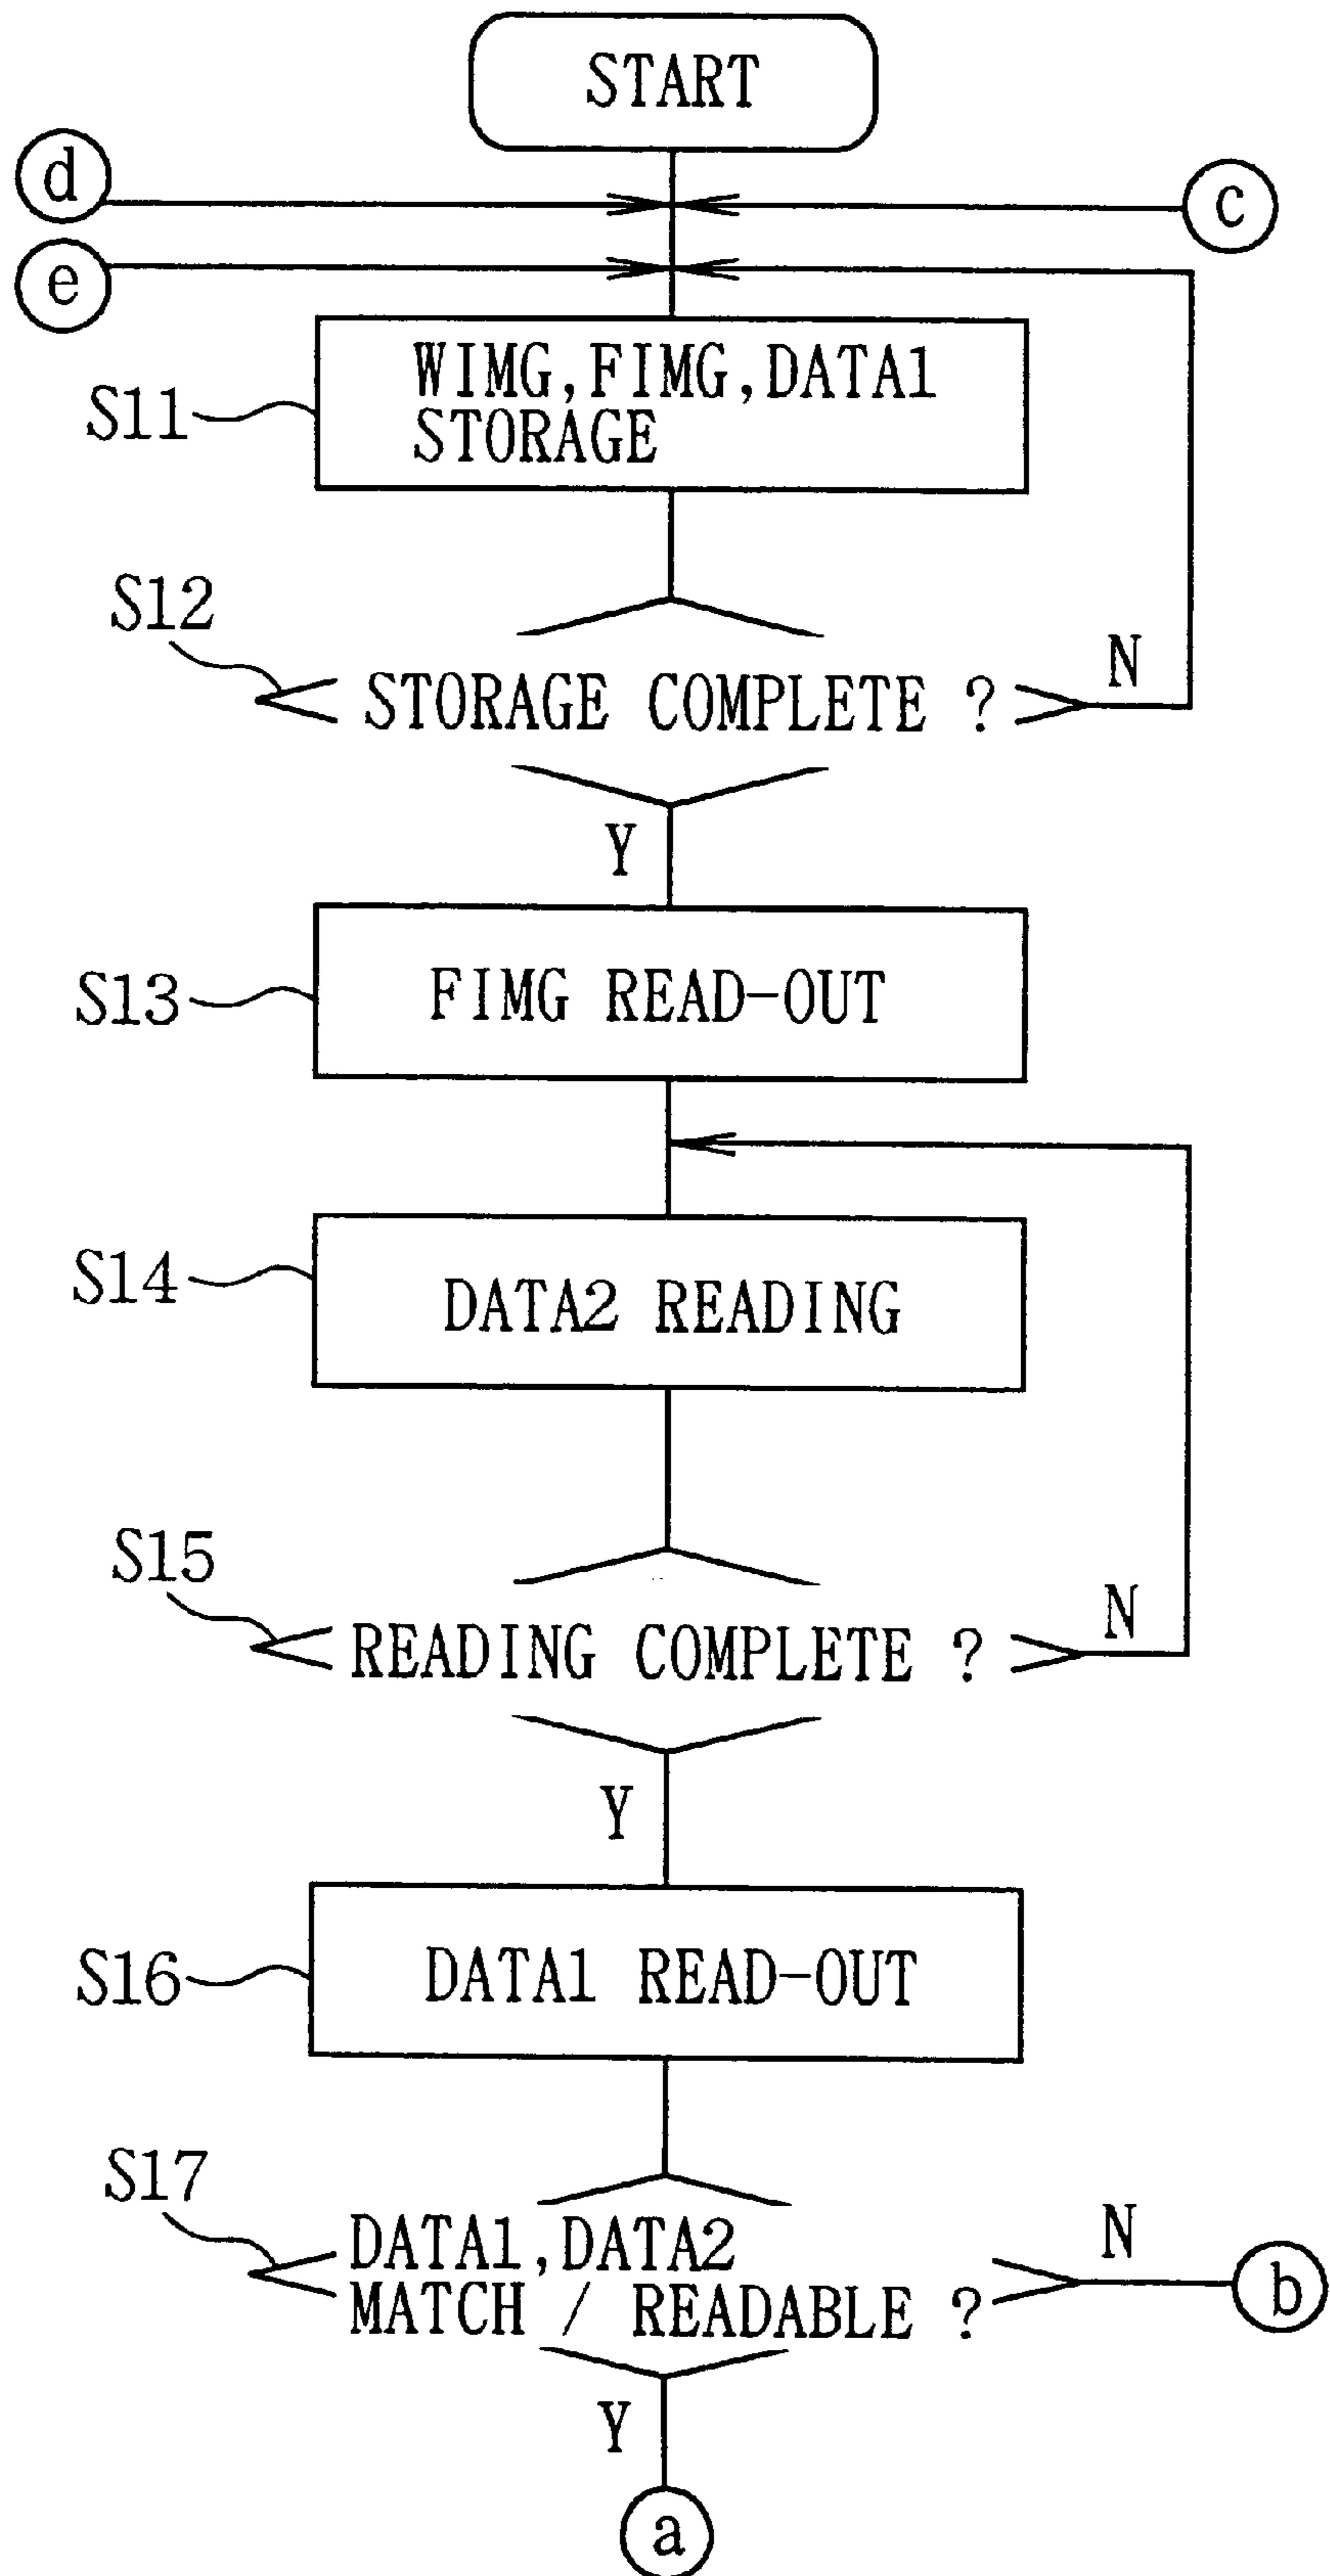 START
d
c
e
WIMG,FIMG,DATA1
STORAGE
S11
S12
STORAGE COMPLETE ?
N
Y
S13
FIMG READ-OUT
S14
DATA2 READING
S15
READING COMPLETE ?
N
Y
S16
DATA1 READ-OUT
S17
DATA1,DATA2
MATCH / READABLE ?
N
b
Y
a